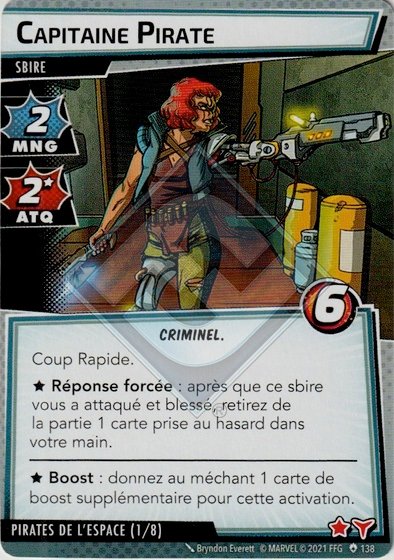 CAPITAINE PIRATE
SBIRE
2
MNG
2★
ATQ
6
CRIMINEL.
Coup Rapide.
★ Réponse forcée : après que ce sbire
vous a attaqué et blessé, retirez de
la partie 1 carte prise au hasard dans
votre main.
★ Boost : donnez au méchant 1 carte de
boost supplémentaire pour cette activation.
PIRATES DE L'ESPACE (1/8)
Bryndon Everett © MARVEL © 2021 FFG 138